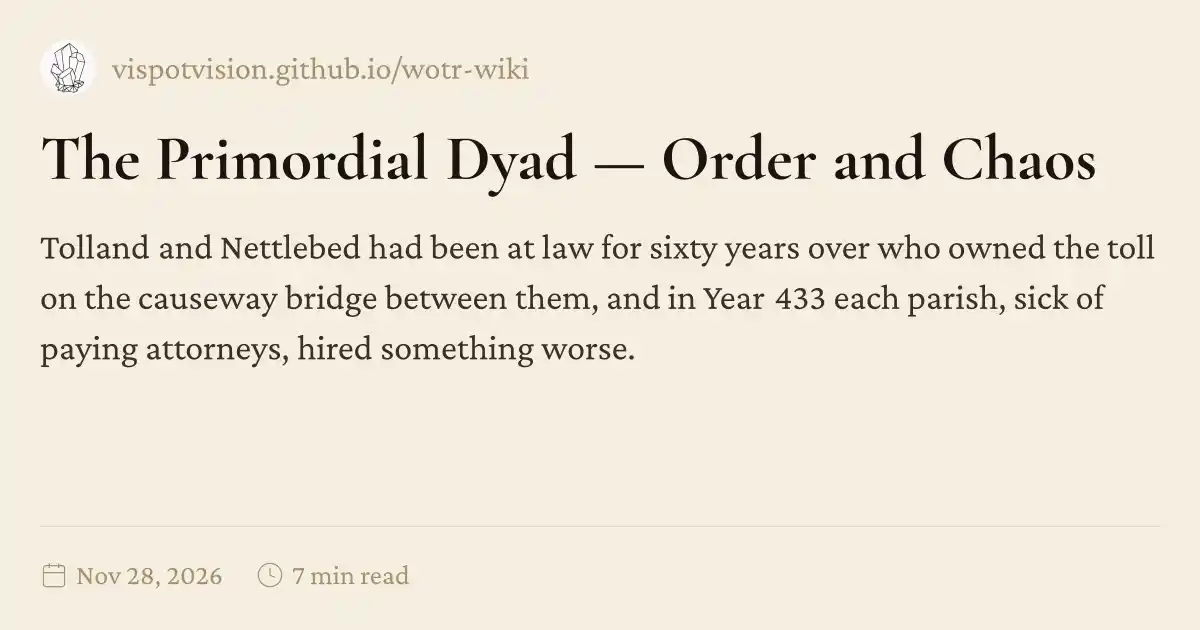 vispotvision.github.io/wotr-wiki
The Primordial Dyad — Order and Chaos
Tolland and Nettlebed had been at law for sixty years over who owned the toll
on the causeway bridge between them, and in Year 433 each parish, sick of
paying attorneys, hired something worse.
Nov 28, 2026
7 min read